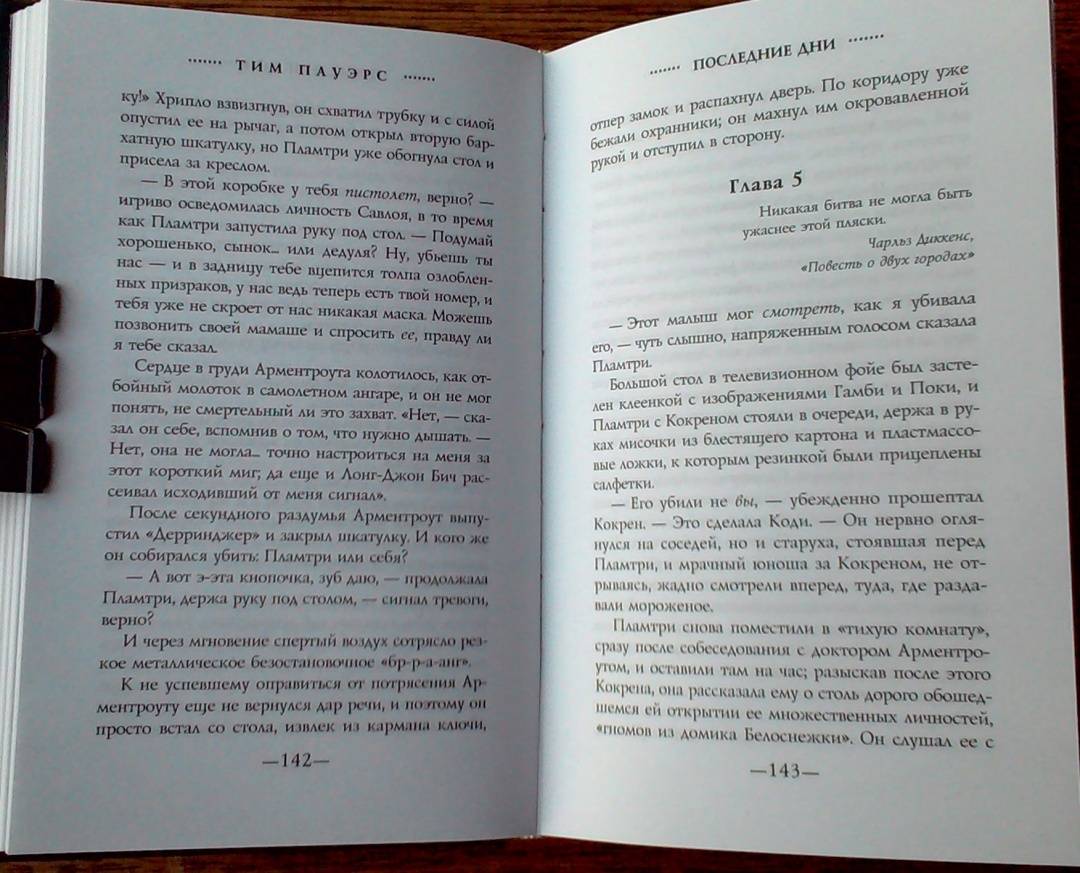 ······· ТИМ ПАУЭРС ·······
ку!» Хрипло взвизгнув, он схватил трубку и с силой
опустил ее на рычаг, а потом открыл вторую бар-
хатную шкатулку, но Пламтри уже обогнула стол и
присела за креслом.
— В этой коробке у тебя пистолет, верно? —
игриво осведомилась личность Савлоя, в то время
как Пламтри запустила руку под стол. — Подумай
хорошенько, сынок... или дедуля? Ну, убьешь ты
нас — и в задницу тебе вцепится толпа озлоблен-
ных призраков, у нас ведь теперь есть твой номер, и
тебя уже не скроет от нас никакая маска. Можешь
позвонить своей мамаше и спросить ее, правду ли
я тебе сказал.
Сердце в груди Арментроута колотилось, как от-
бойный молоток в самолетном ангаре, и он не мог
понять, не смертельный ли это захват. «Нет, — ска-
зал он себе, вспомнив о том, что нужно дышать. —
Нет, она не могла... точно настроиться на меня за
этот короткий миг; да еще и Лонг-Джон Бич рас-
сеивал исходивший от меня сигнал».
После секундного раздумья Арментроут выпу-
стил «Дерринджер» и закрыл шкатулку. И кого же
он собирался убить: Пламтри или себя?
— А вот э-эта кнопочка, зуб даю, — продолжала
Пламтри, держа руку под столом, — сигнал тревоги,
верно?
И через мгновение спертый воздух сотрясло рез-
кое металлическое безостановочное «бр-р-а-анг».
К не успевшему оправиться от потрясения Ар-
ментроуту еще не вернулся дар речи, и поэтому он
просто встал со стола, извлек из кармана ключи,
—142—
······· ПОСЛЕДНИЕ ДНИ ·······
отпер замок и распахнул дверь. По коридору уже
бежали охранники; он махнул им окровавленной
рукой и отступил в сторону.
Глава 5
Никакая битва не могла быть
ужаснее этой пляски.
Чарльз Диккенс,
«Повесть о двух городах»
— Этот малыш мог смотреть, как я убивала
его, — чуть слышно, напряженным голосом сказала
Пламтри.
Большой стол в телевизионном фойе был засте-
лен клеенкой с изображениями Гамби и Поки, и
Пламтри с Кокреном стояли в очереди, держа в ру-
ках мисочки из блестящего картона и пластмассо-
вые ложки, к которым резинкой были прицеплены
салфетки.
— Его убили не вы, — убежденно прошептал
Кокрен. — Это сделала Коди. — Он нервно огля-
нулся на соседей, но и старуха, стоявшая перед
Пламтри, и мрачный юноша за Кокреном, не от-
рываясь, жадно смотрели вперед, туда, где разда-
вали мороженое.
Пламтри снова поместили в «тихую комнату»,
сразу после собеседования с доктором Арментро-
утом, и оставили там на час; разыскав после этого
Кокрена, она рассказала ему о столь дорого обошед-
шемся ей открытии ее множественных личностей,
«гномов из домика Белоснежки». Он слушал ее с
—143—